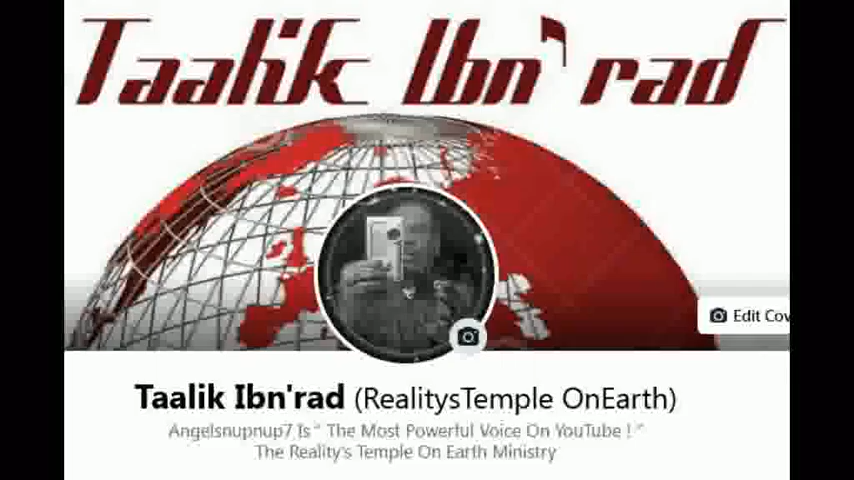 Taalik Ibn'rad
Edit Cov
Taalik Ibn'rad (RealitysTemple OnEarth)
Angelsnupnup7 Is " The Most Powerful Voice On YouTube ! "
The Reality's Temple On Earth Ministry